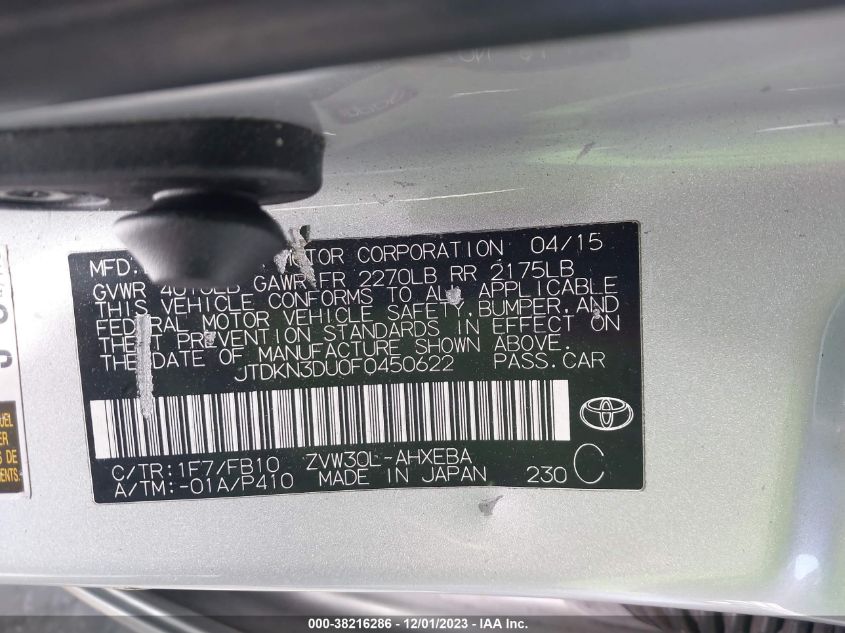 MFD. MOTOR CORPORATION 04/15
GVWR 4010LB GAWR FR 2270LB RR 2175LB
THIS VEHICLE CONFORMS TO ALL APPLICABLE
FEDERAL MOTOR VEHICLE SAFETY, BUMPER, AND
THEFT PREVENTION STANDARDS IN EFFECT ON
THE DATE OF MANUFACTURE SHOWN ABOVE.
JTDKN3DU0F0450622 PASS. CAR
C/TR: 1F7/FB10 ZVW30L-AHXEBA
A/TM: -01A/P410 MADE IN JAPAN 230 C
000-38216286 - 12/01/2023 - IAA Inc.